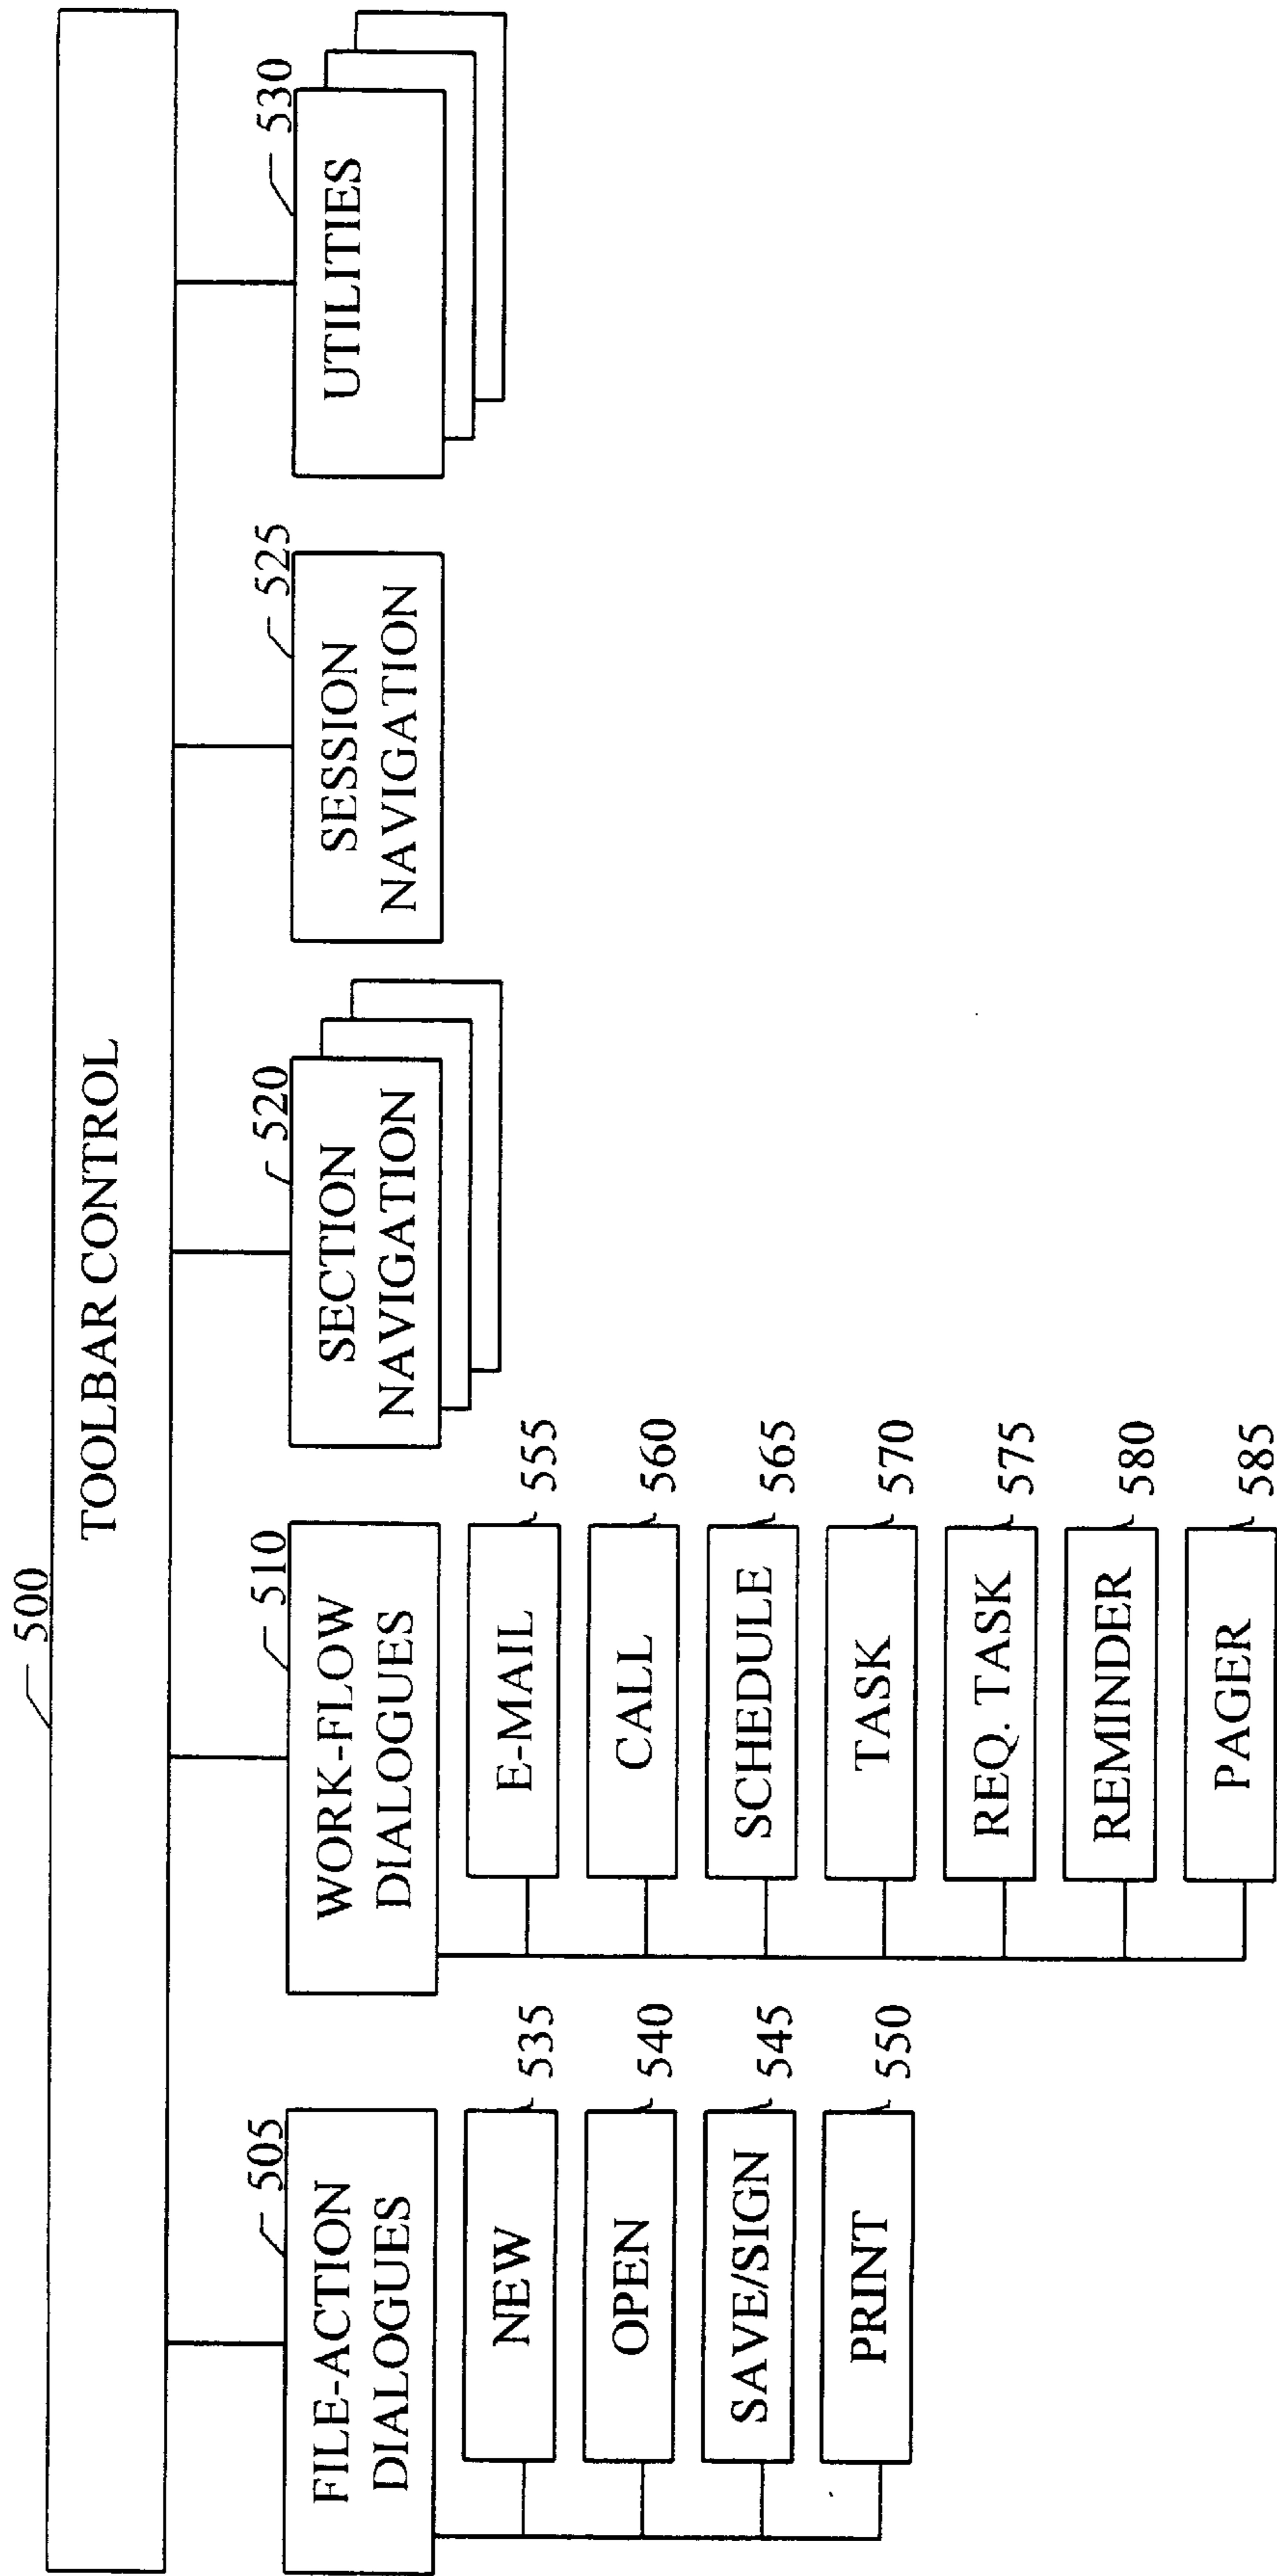 500
TOOLBAR CONTROL
505
FILE-ACTION
DIALOGUES
NEW
535
OPEN
540
SAVE/SIGN
545
PRINT
550
510
WORK-FLOW
DIALOGUES
E-MAIL
555
CALL
560
SCHEDULE
565
TASK
570
REQ. TASK
575
REMINDER
580
PAGER
585
520
SECTION
NAVIGATION
525
SESSION
NAVIGATION
530
UTILITIES